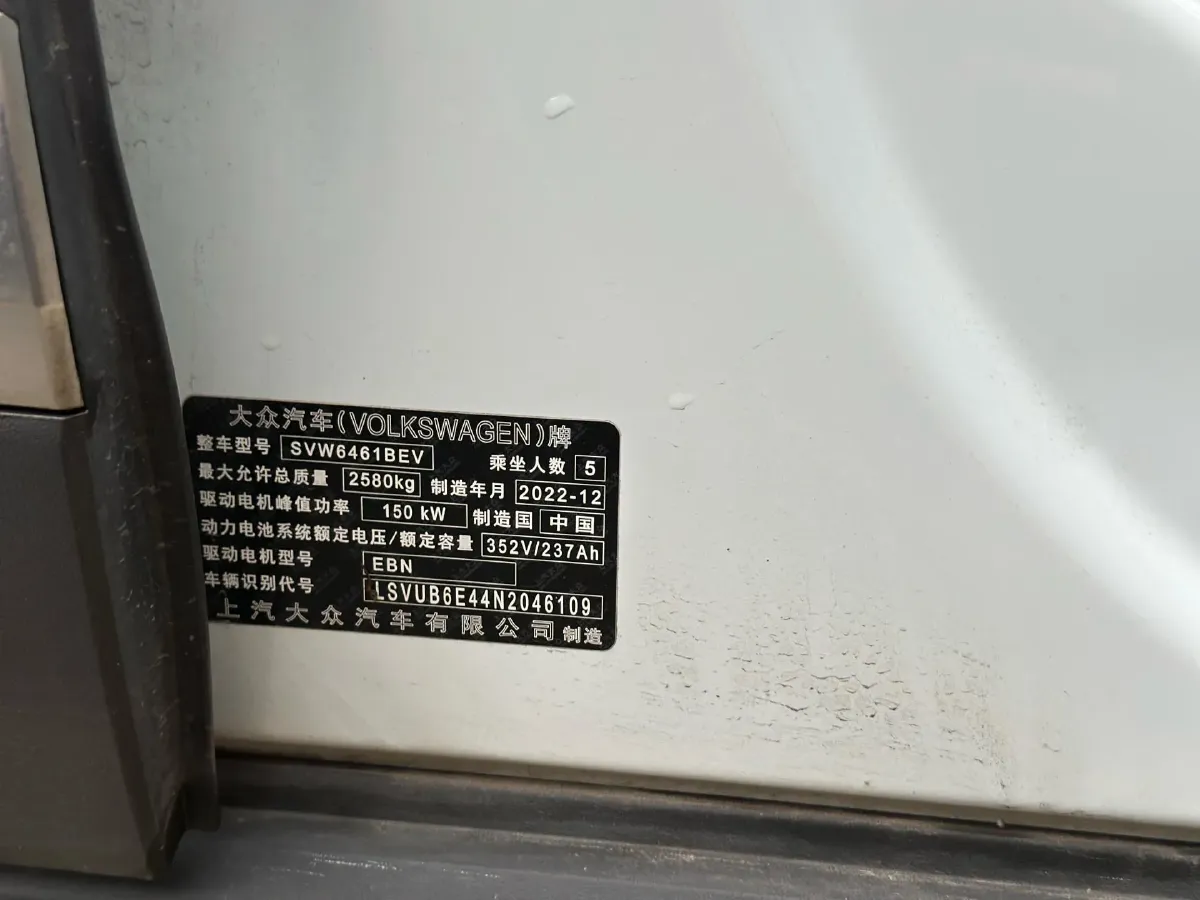 大众汽车(VOLKSWAGEN)牌
整车型号 SVW6461BEV 乘坐人数 5
最大允许总质量 2580kg 制造年月 2022-12
驱动电机峰值功率 150 kW 制造国 中国
动力电池系统额定电压/额定容量 352V/237Ah
驱动电机型号 EBN
车辆识别代号 LSVUB6E44N2046109
上汽大众汽车有限公司 制造